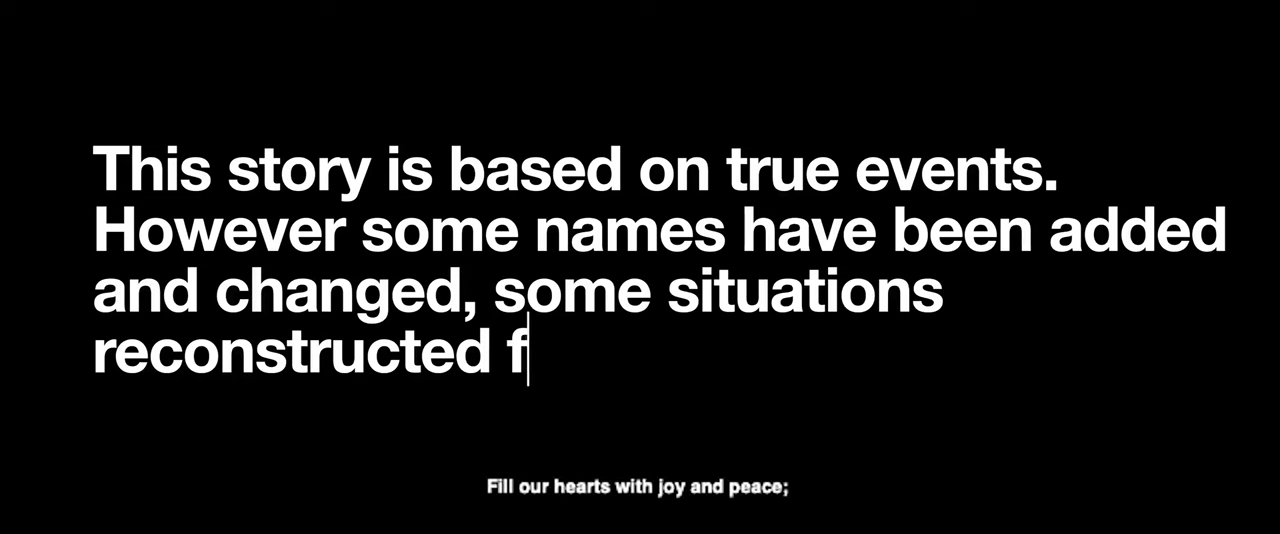 This story is based on true events.
However some names have been added
and changed, some situations
reconstructed f
Fill our hearts with joy and peace;